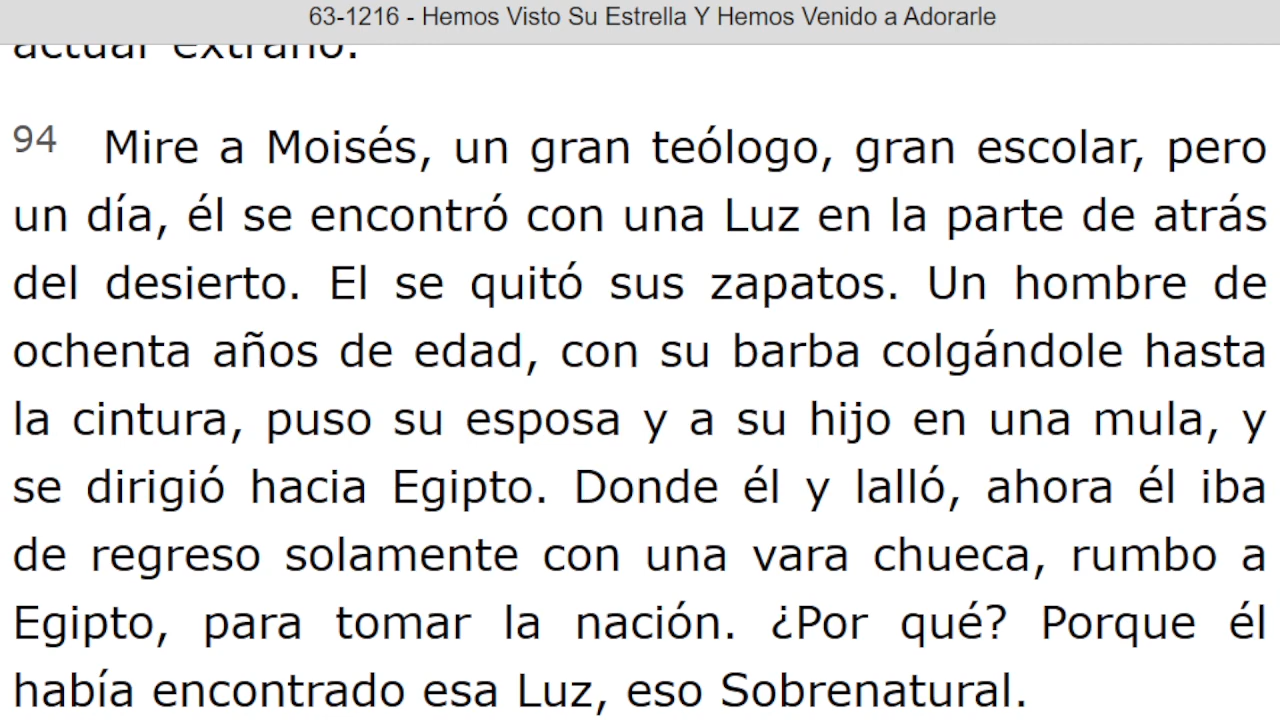 63-1216 - Hemos Visto Su Estrella Y Hemos Venido a Adorarle
actuar extraño.
94 Mire a Moisés, un gran teólogo, gran escolar, pero
un día, él se encontró con una Luz en la parte de atrás
del desierto. El se quitó sus zapatos. Un hombre de
ochenta años de edad, con su barba colgándole hasta
la cintura, puso su esposa y a su hijo en una mula, y
se dirigió hacia Egipto. Donde él y lalló, ahora él iba
de regreso solamente con una vara chueca, rumbo a
Egipto, para tomar la nación. ¿Por qué? Porque él
había encontrado esa Luz, eso Sobrenatural.